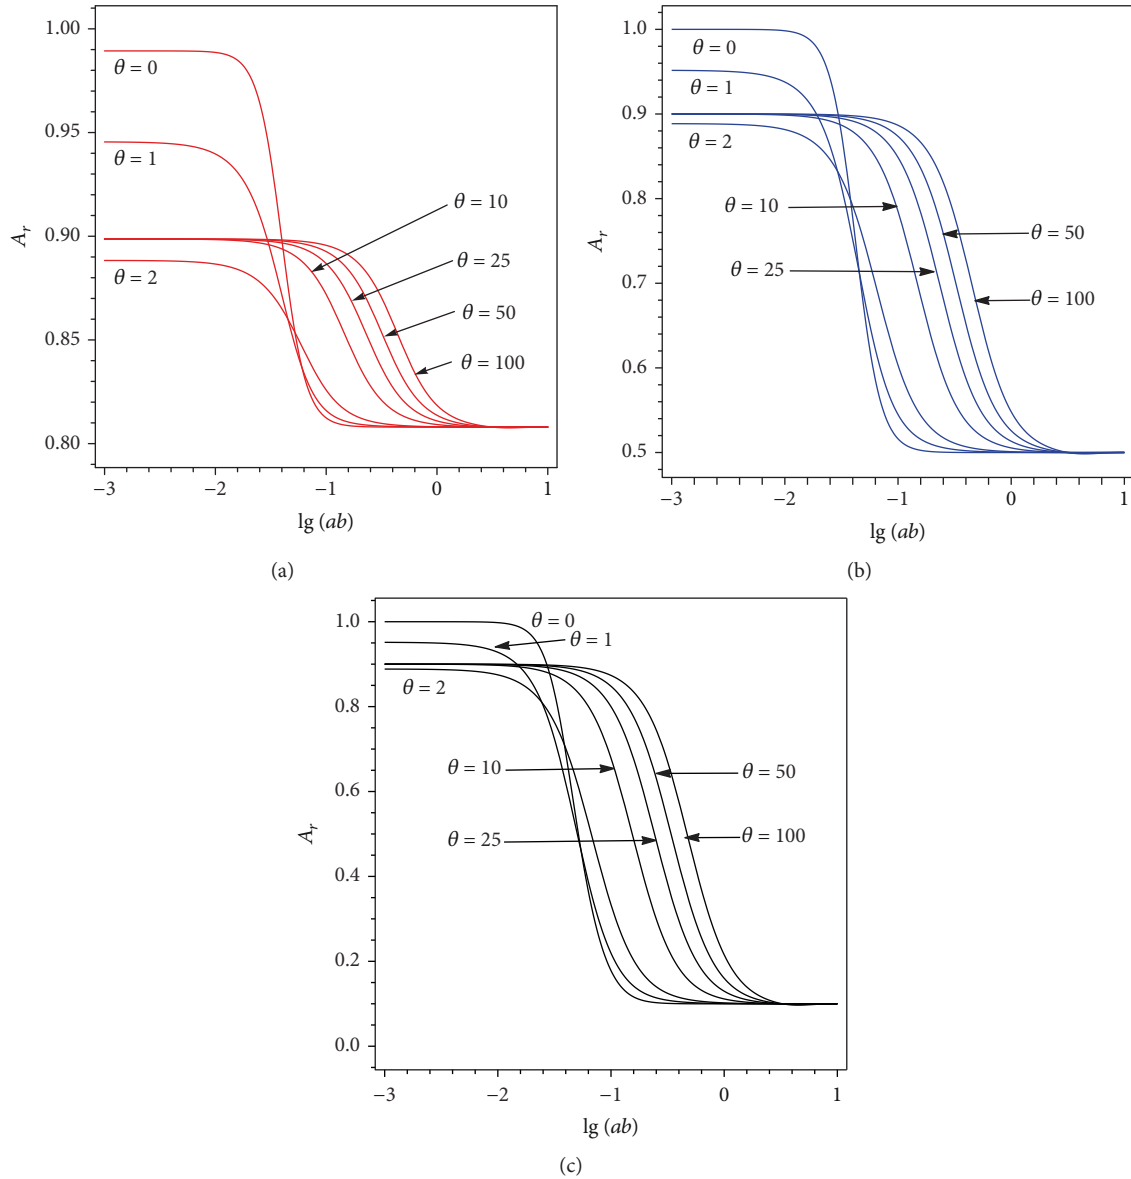 1.00
0.95
0.90
0.85
0.80
A_r
θ = 0
θ = 1
θ = 2
θ = 10
θ = 25
θ = 50
θ = 100
−3 −2 −1 0 1
lg (ab)
(a)
1.0
0.9
0.8
0.7
0.6
0.5
A_r
θ = 0
θ = 1
θ = 2
θ = 10
θ = 25
θ = 50
θ = 100
−3 −2 −1 0 1
lg (ab)
(b)
1.0
0.8
0.6
0.4
0.2
0.0
A_r
θ = 0
θ = 1
θ = 2
θ = 10
θ = 25
θ = 50
θ = 100
−3 −2 −1 0 1
lg (ab)
(c)